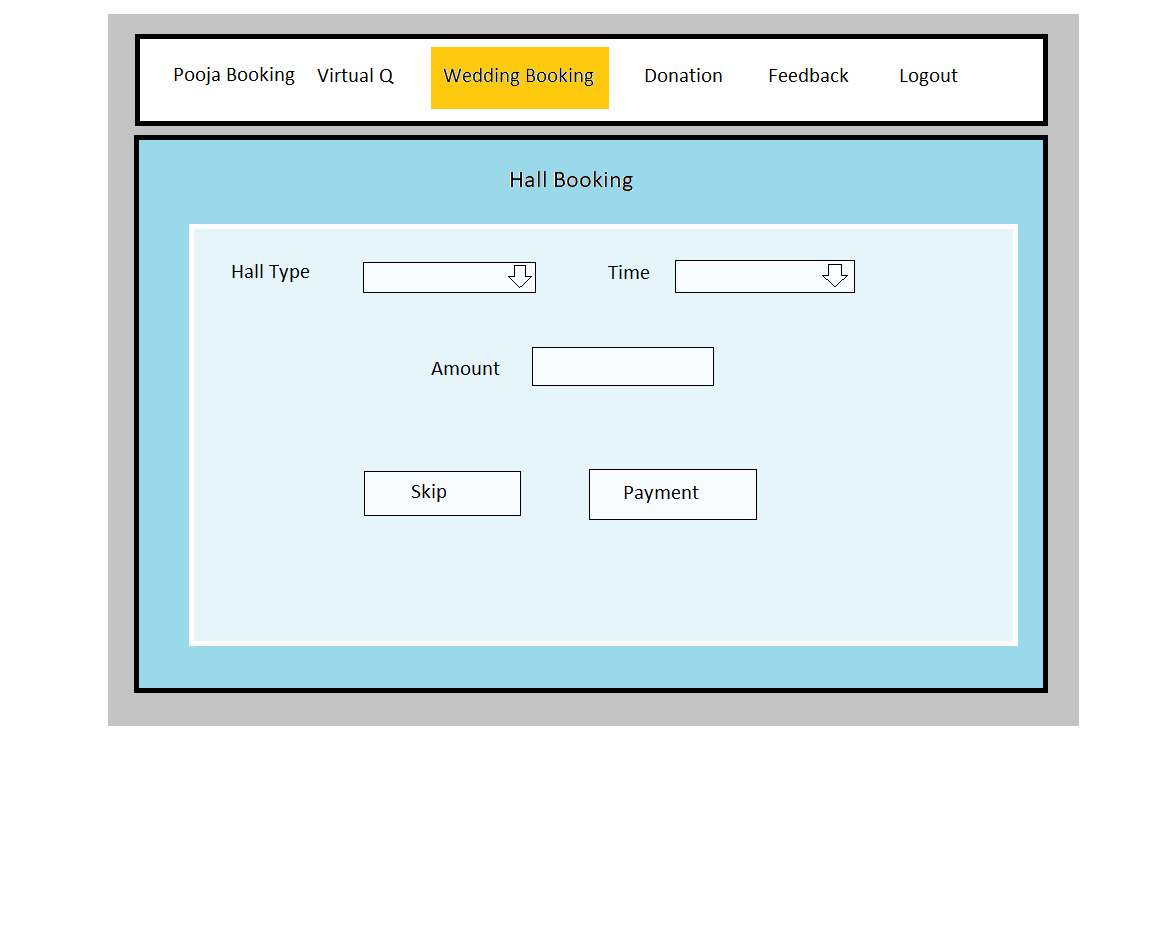 Pooja Booking Virtual Q Wedding Booking Donation Feedback Logout
Hall Booking
Hall Type Time
Amount
Skip Payment